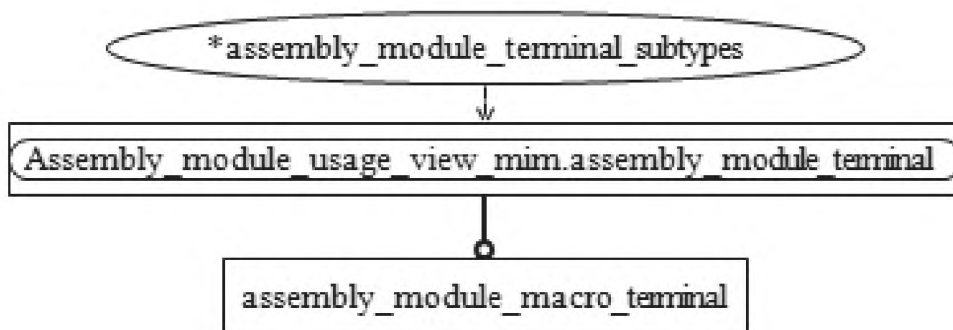 *assembly_module_terminal_subtypes
Assembly_module_usage_view_mim.assembly_module_terminal
assembly_module_macro_terminal